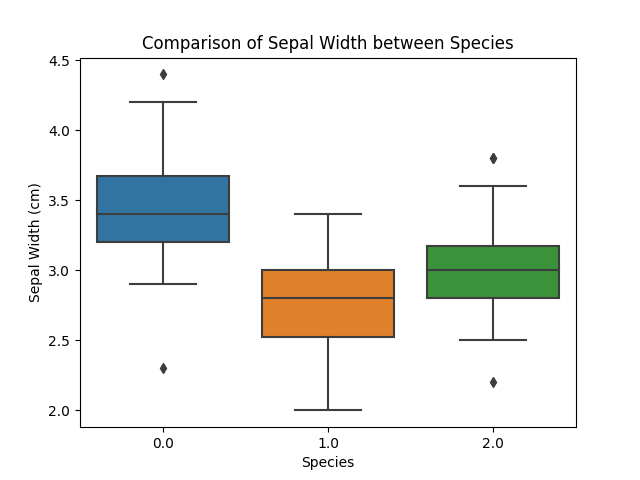 Comparison of Sepal Width between Species
4.5
4.0
3.5
3.0
2.5
2.0
Sepal Width (cm)
0.0 1.0 2.0
Species